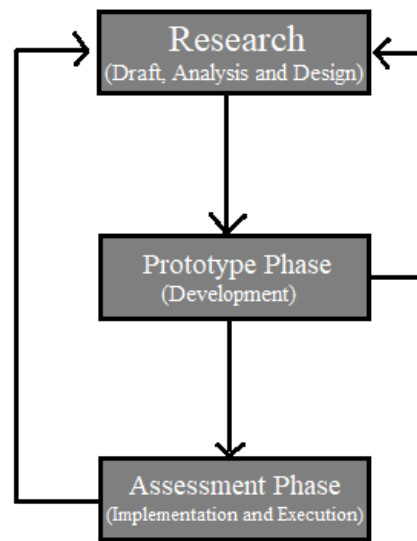 Research
(Draft, Analysis and Design)
Prototype Phase
(Development)
Assessment Phase
(Implementation and Execution)